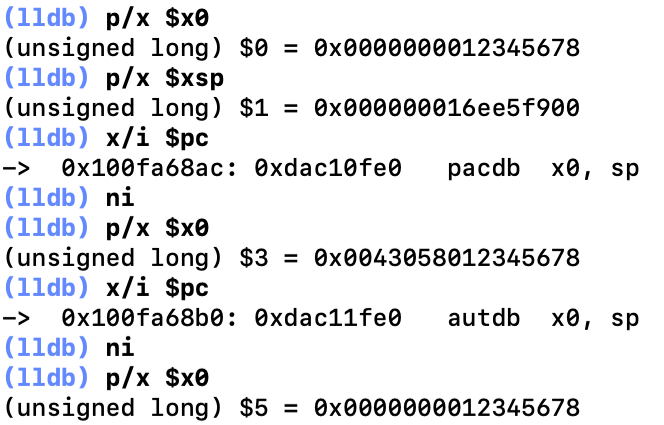 (lldb) p/x $x0
(unsigned long) $0 = 0x0000000012345678
(lldb) p/x $xsp
(unsigned long) $1 = 0x000000016ee5f900
(lldb) x/i $pc
-> 0x100fa68ac: 0xdac10fe0 pacdb x0, sp
(lldb) ni
(lldb) p/x $x0
(unsigned long) $3 = 0x0043058012345678
(lldb) x/i $pc
-> 0x100fa68b0: 0xdac11fe0 autdb x0, sp
(lldb) ni
(lldb) p/x $x0
(unsigned long) $5 = 0x0000000012345678